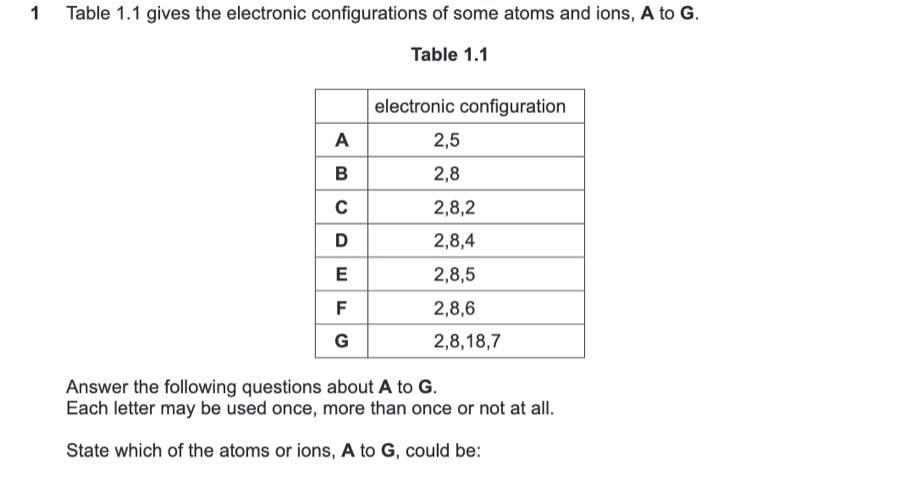 1 Table 1.1 gives the electronic configurations of some atoms and ions, A to G.
Table 1.1
electronic configuration
A 2,5
B 2,8
C 2,8,2
D 2,8,4
E 2,8,5
F 2,8,6
G 2,8,18,7
Answer the following questions about A to G.
Each letter may be used once, more than once or not at all.
State which of the atoms or ions, A to G, could be: